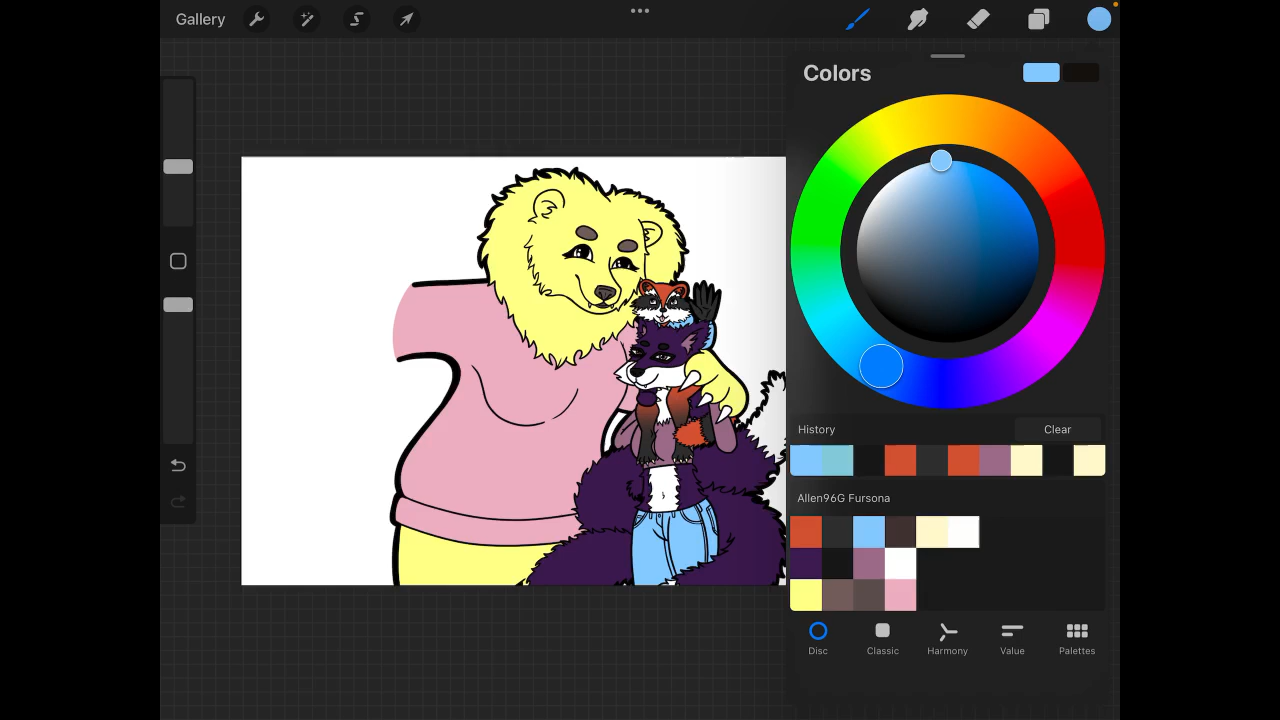 Gallery
Colors
History
Clear
Allen96G Fursona
Disc
Classic
Harmony
Value
Palettes